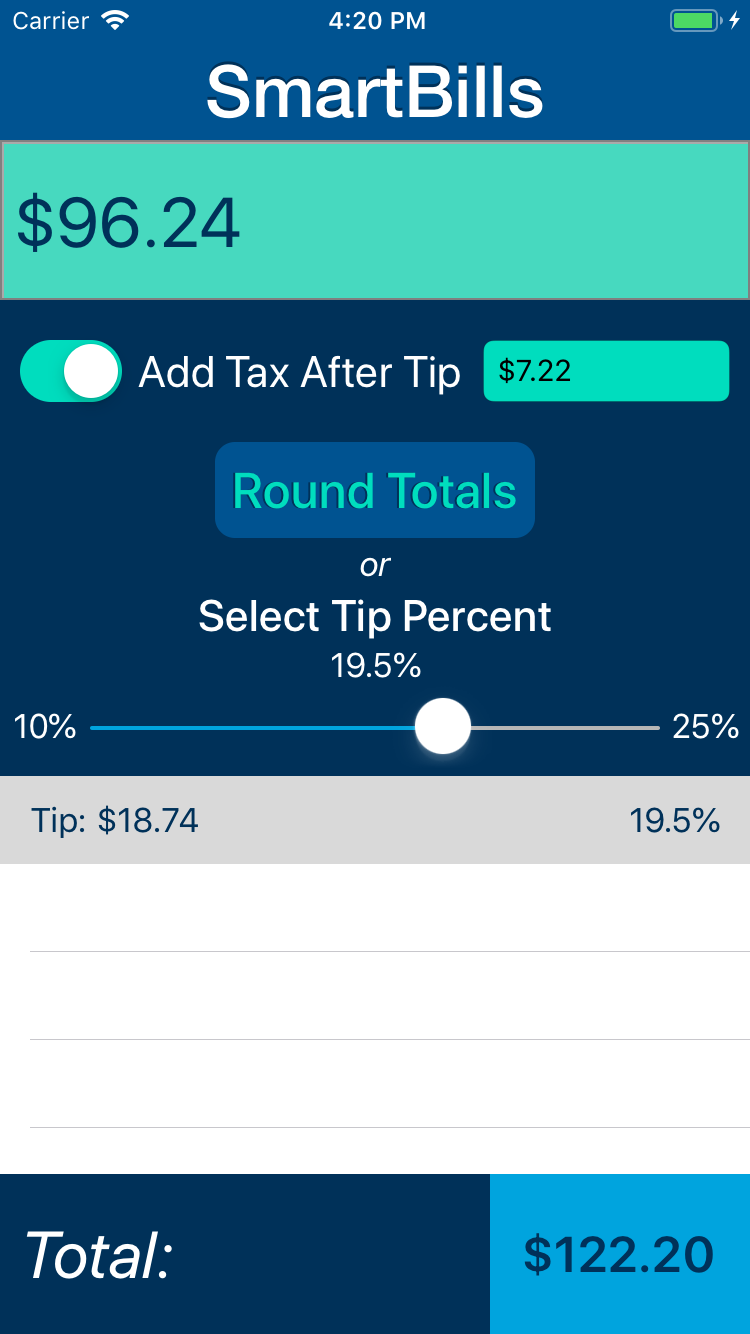 Carrier 4:20 PM
SmartBills
$96.24
Add Tax After Tip $7.22
Round Totals
or
Select Tip Percent
19.5%
10% 25%
Tip: $18.74 19.5%
Total: $122.20